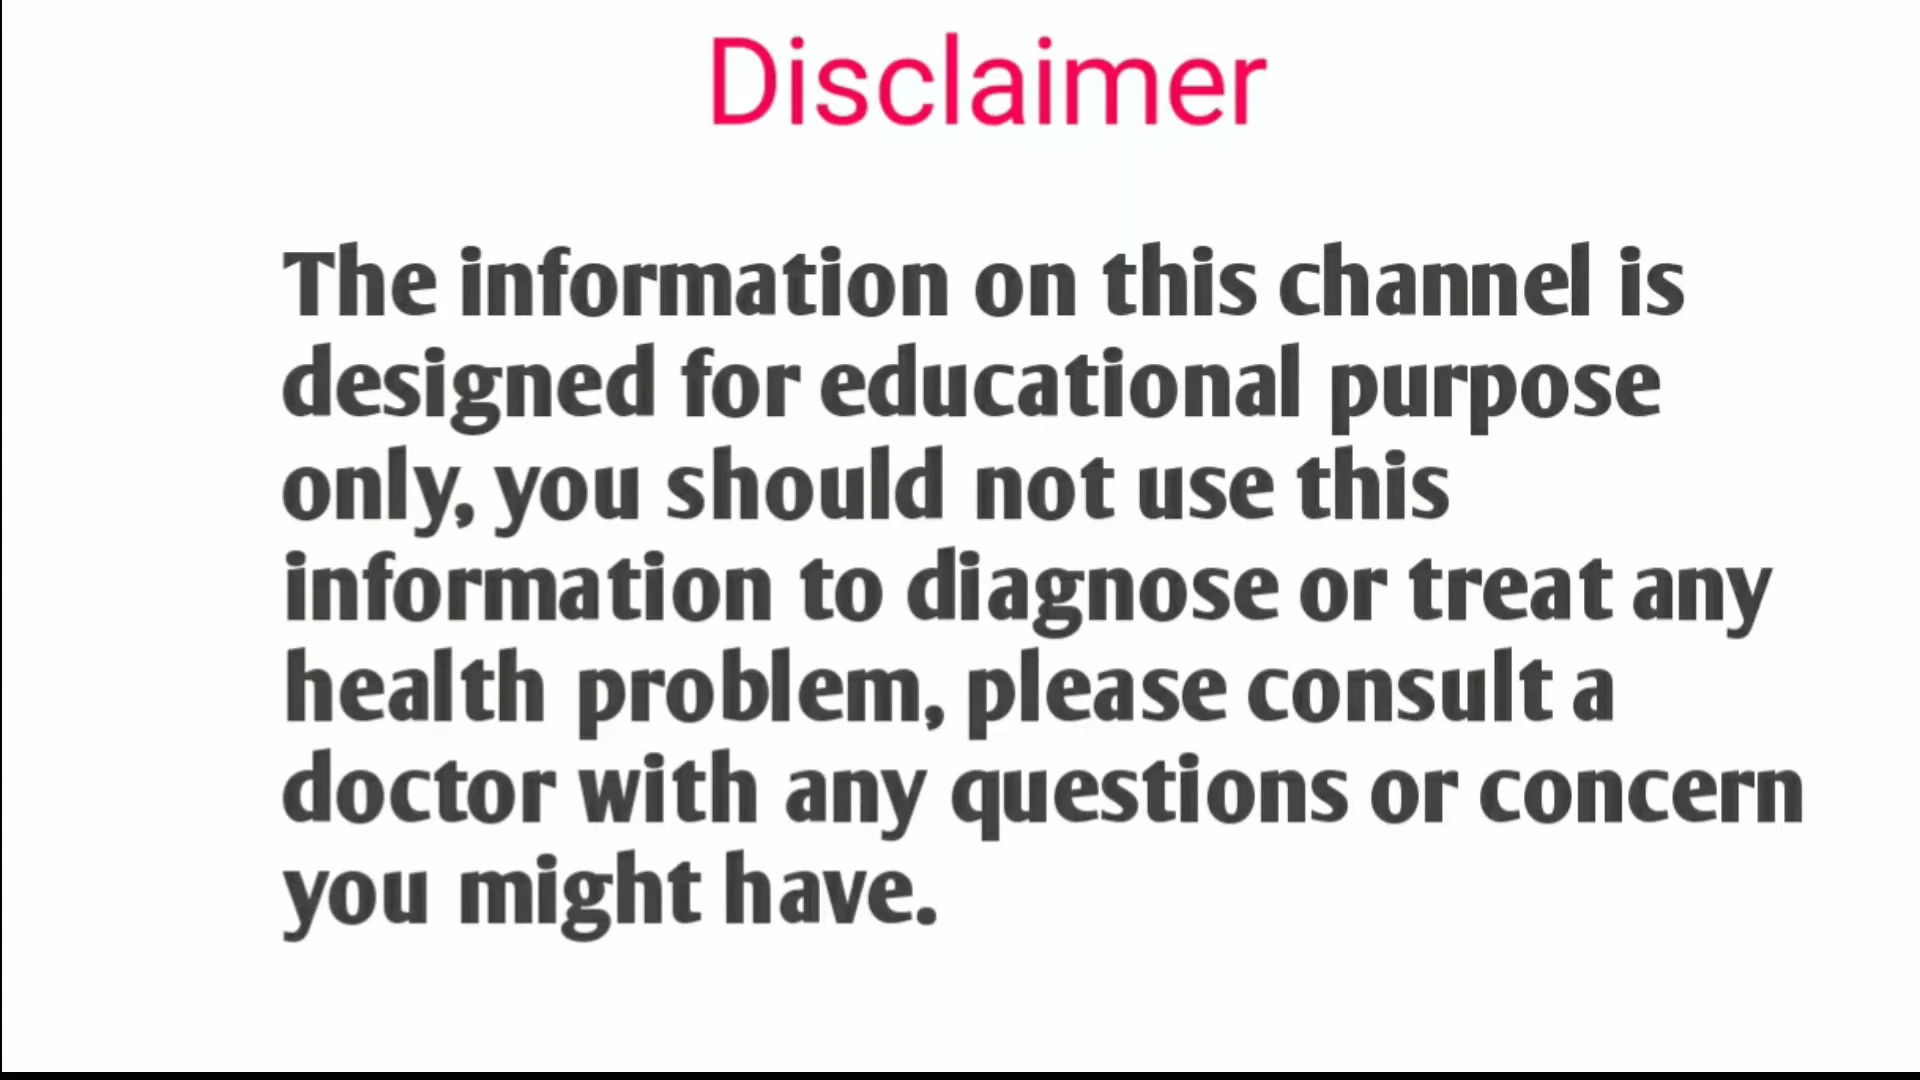 Disclaimer
The information on this channel is
designed for educational purpose
only, you should not use this
information to diagnose or treat any
health problem, please consult a
doctor with any questions or concern
you might have.